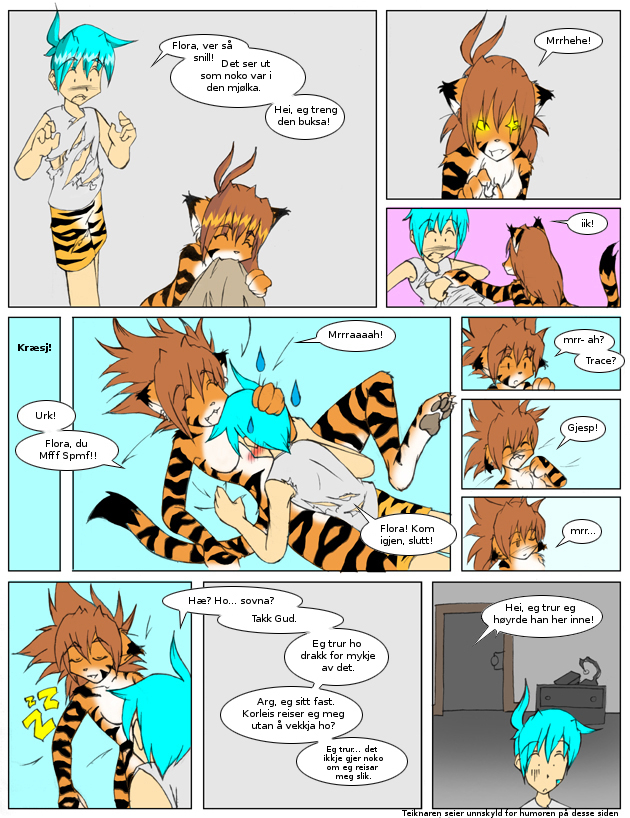 Flora, ver så
snill!
Det ser ut
som noko var i
den mjølka.
Hei, eg treng
den buksa!
Mrrhehe!
iik!
Kræsj!
Urk!
Flora, du
Mfff Spmf!!
Mrrraaaah!
Flora! Kom
igjen, slutt!
mrr- ah?
Trace?
Gjesp!
mrr...
ZZZ
Hæ? Ho... sovna?
Takk Gud.
Eg trur ho
drakk for mykje
av det.
Arg, eg sitt fast.
Korleis reiser eg meg
utan å vekkja ho?
Eg trur... det
ikkje gjer noko
om eg reisar
meg slik.
Hei, eg trur eg
høyrde han her inne!
Teiknaren seier unnskyld for humoren på desse siden